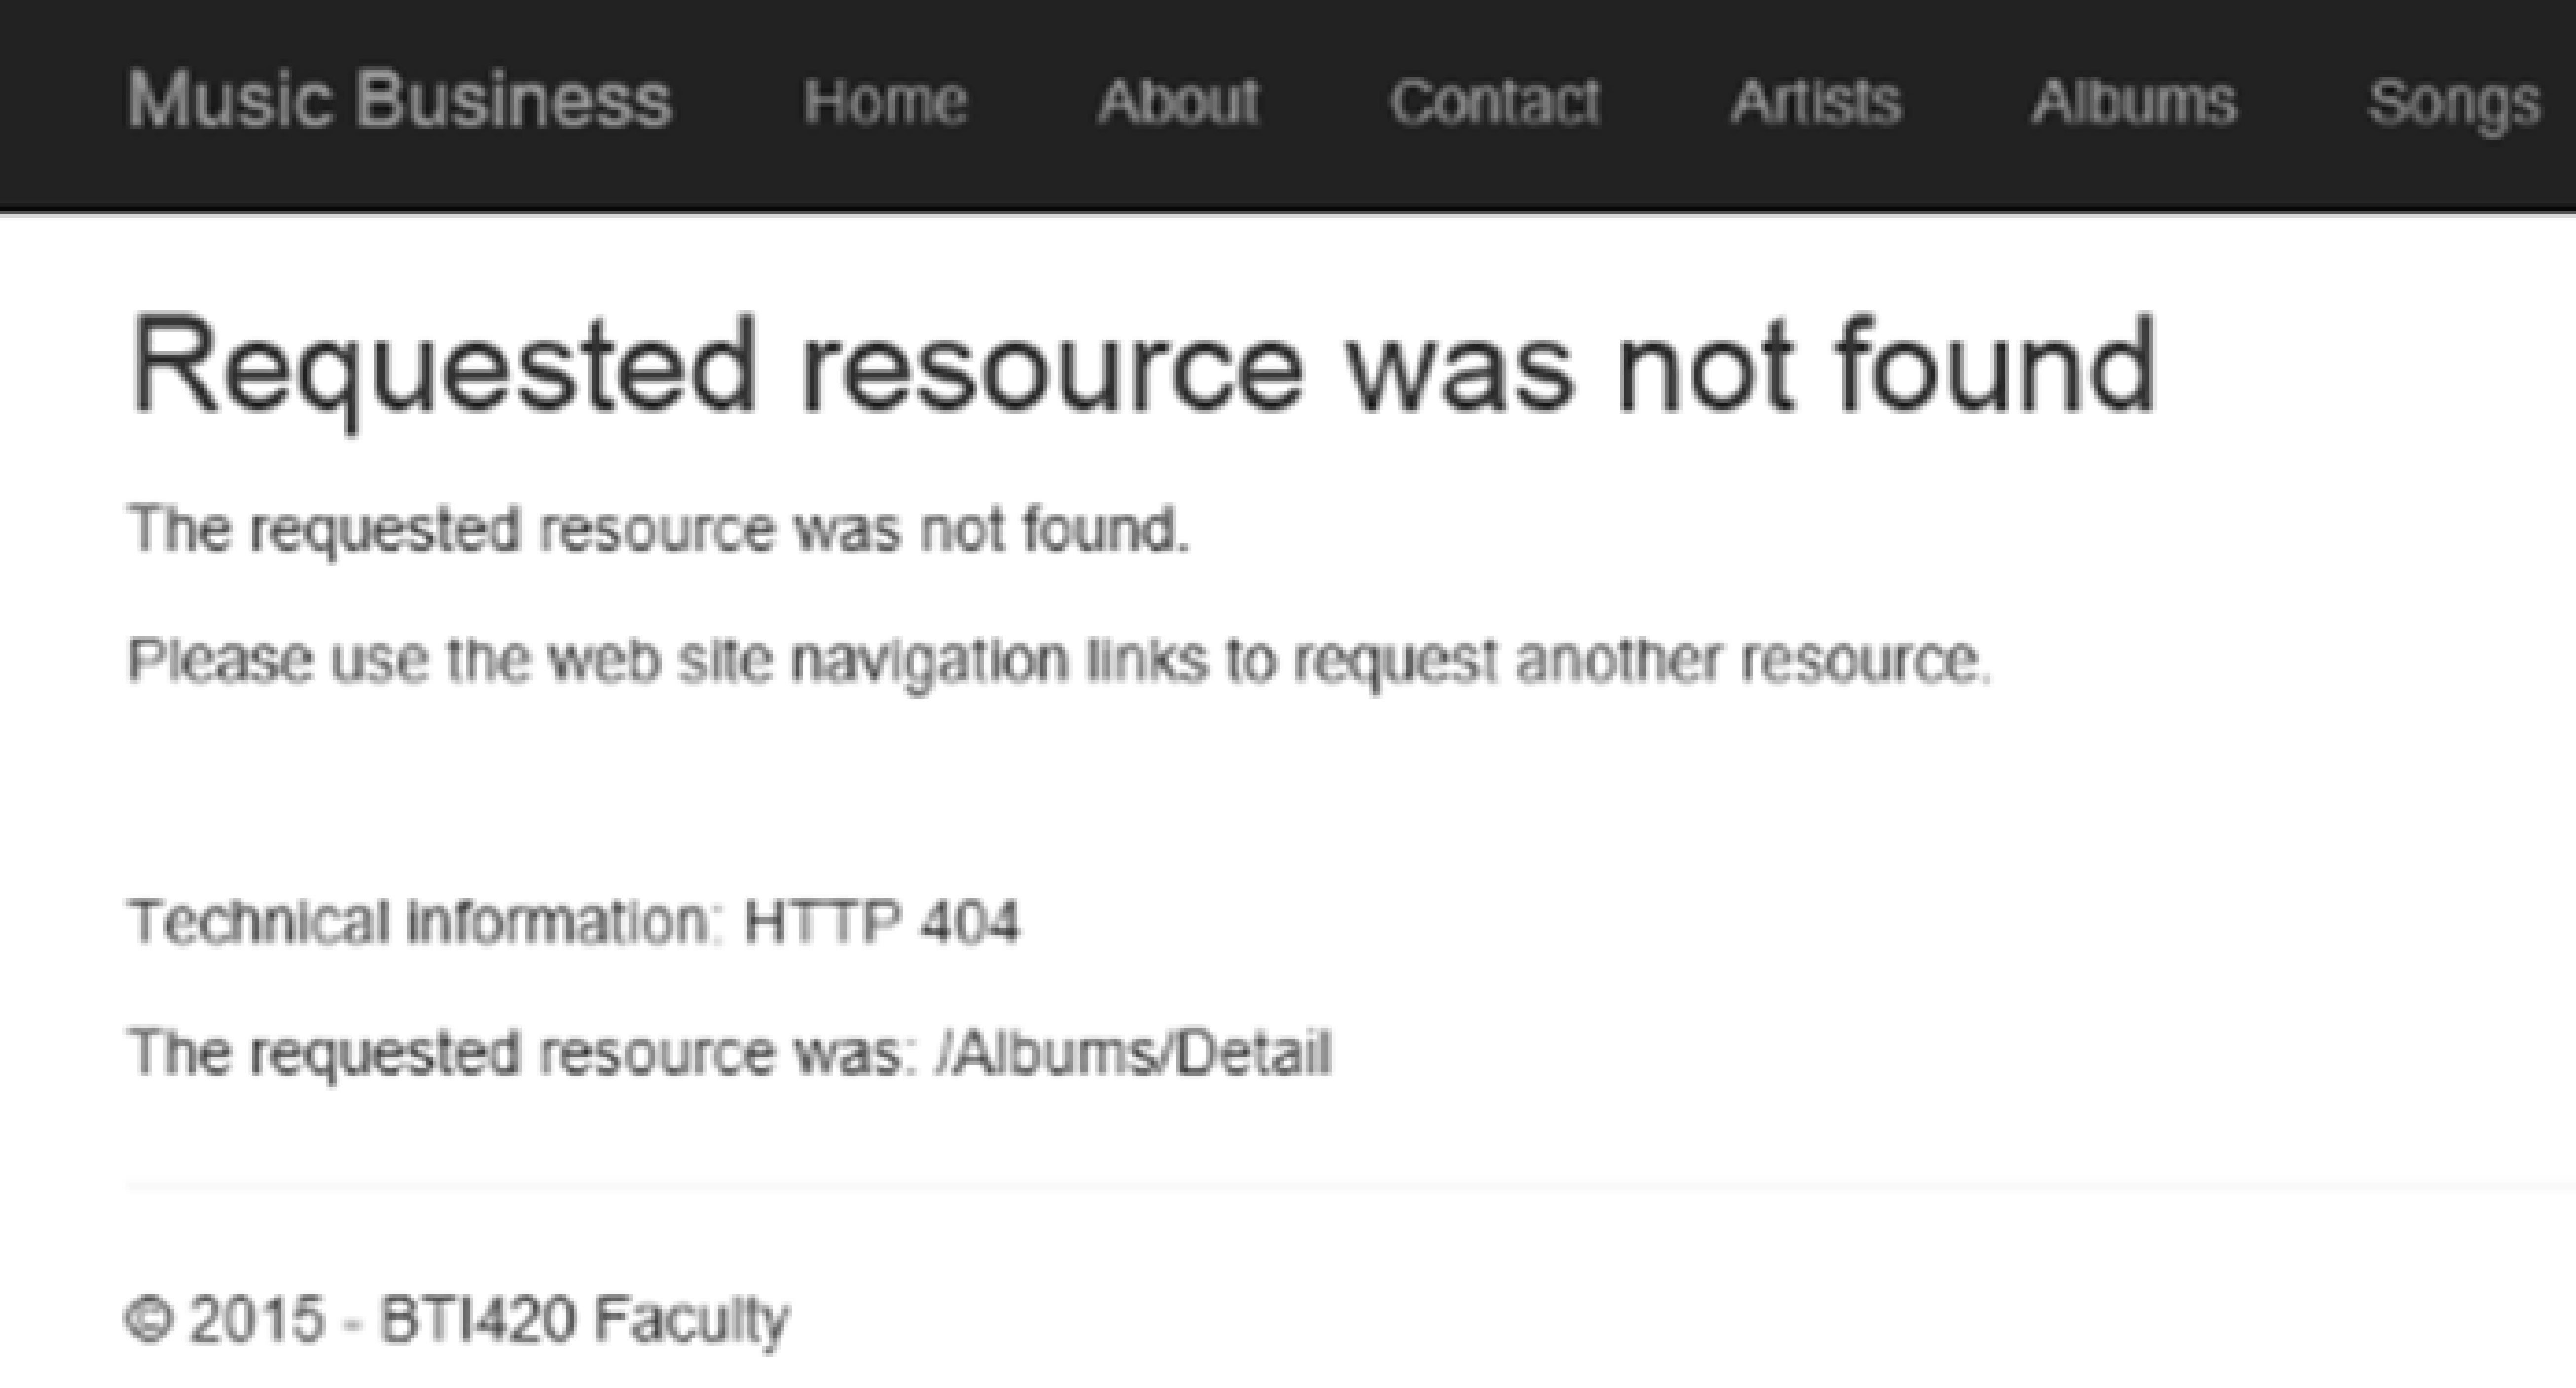 Music Business Home About Contact Artists Albums Songs
Requested resource was not found
The requested resource was not found.
Please use the web site navigation links to request another resource.
Technical information: HTTP 404
The requested resource was: /Albums/Detail
© 2015 - BTI420 Faculty